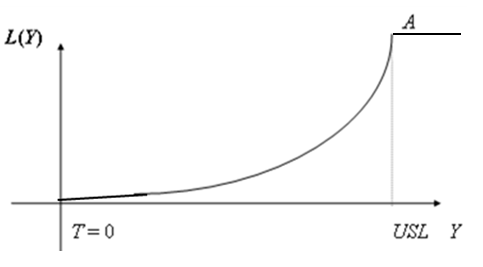 A
L(Y)
T = 0
USL Y